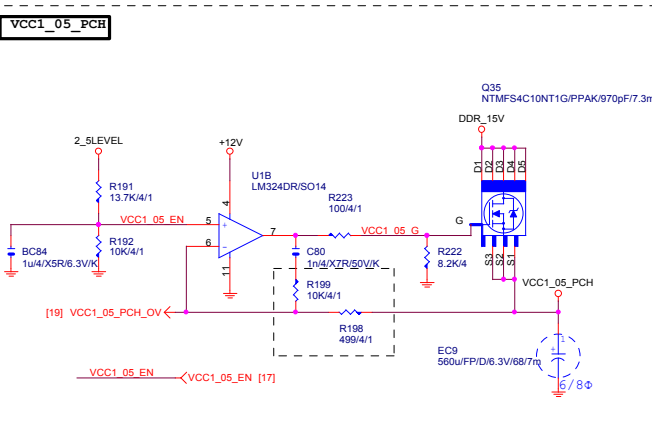 VCC1_05_PCH
Q35
NTMFS4C10NT1G/PPAK/970pF/7.3m
DDR_15V
2_5LEVEL
+12V
D1
D2
D3
D4
D5
U1B
LM324DR/SO14
R191
13.7K/4/1
4
R223
100/4/1
VCC1_05_EN
5
+
7
VCC1_05_G
G
6
-
R192
10K/4/1
BC84
1u/4/X5R/6.3V/K
C80
1n/4/X7R/50V/K
R222
8.2K/4
S3
S2
S1
11
VCC1_05_PCH
R199
10K/4/1
[19] VCC1_05_PCH_OV
R198
499/4/1
1
+
EC9
560u/FP/D/6.3V/68/7m
VCC1_05_EN
VCC1_05_EN [17]
6/8Φ